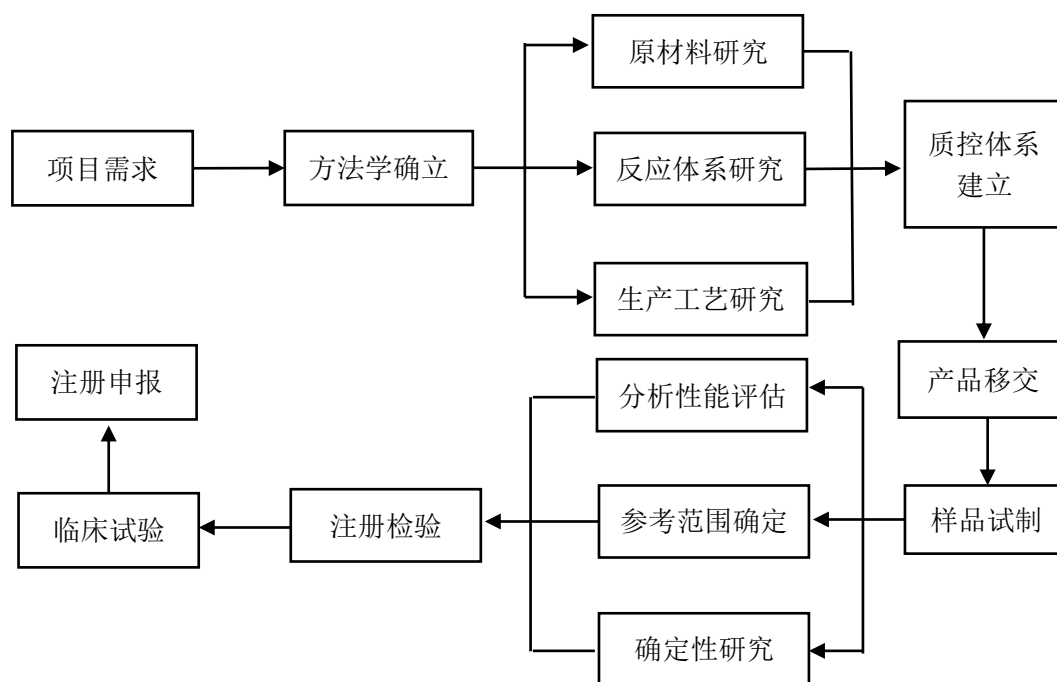 项目需求
方法学确立
原材料研究
反应体系研究
生产工艺研究
质控体系
建立
产品移交
样品试制
分析性能评估
参考范围确定
确定性研究
注册检验
临床试验
注册申报